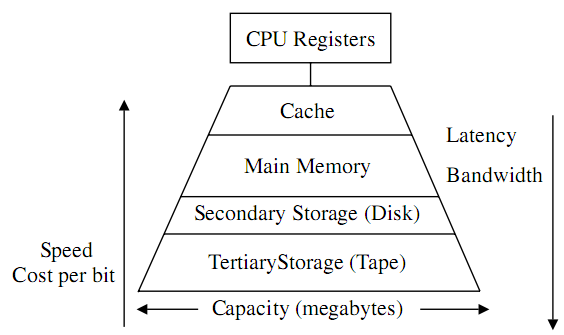 CPU Registers
Cache
Main Memory
Secondary Storage (Disk)
TertiaryStorage (Tape)
Capacity (megabytes)
Speed
Cost per bit
Latency
Bandwidth